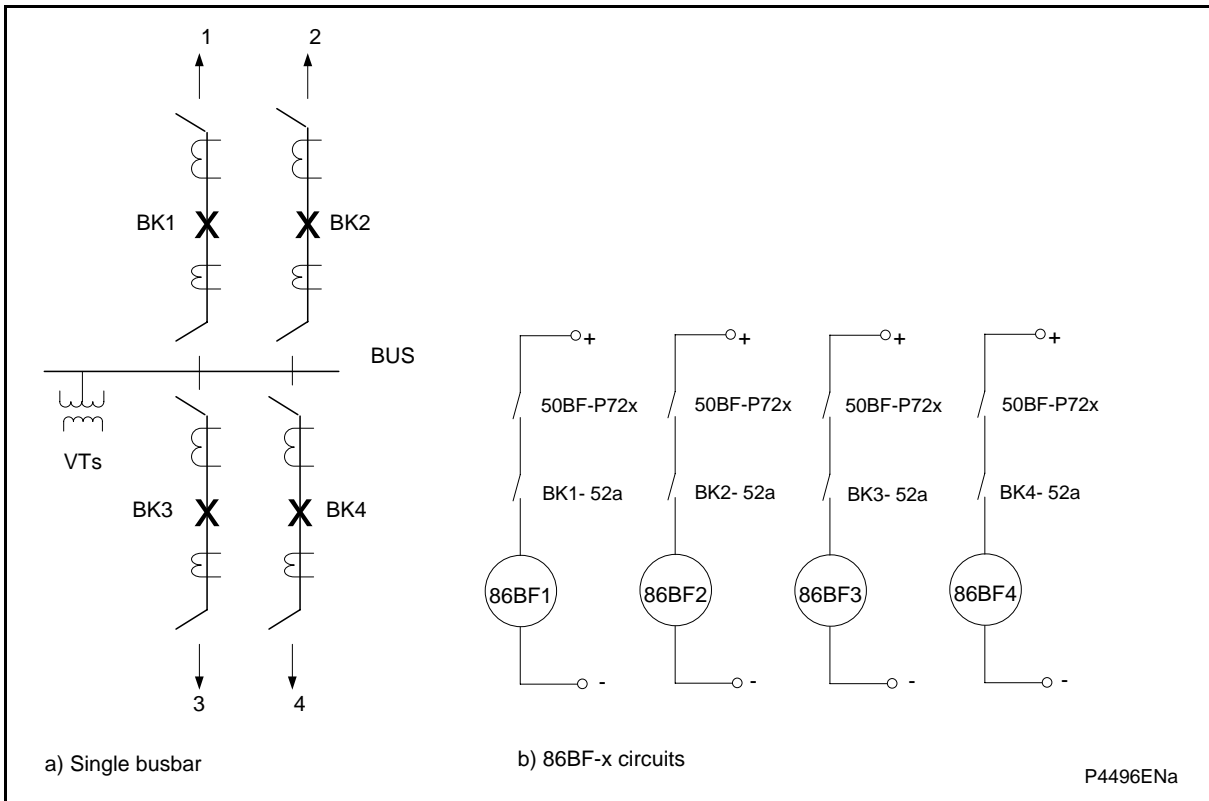 1 2
BK1 BK2
BUS
VTs
BK3 BK4
3 4
a) Single busbar
+ + + +
50BF-P72x 50BF-P72x 50BF-P72x 50BF-P72x
BK1- 52a BK2- 52a BK3- 52a BK4- 52a
86BF1 86BF2 86BF3 86BF4
- - - -
b) 86BF-x circuits
P4496ENa